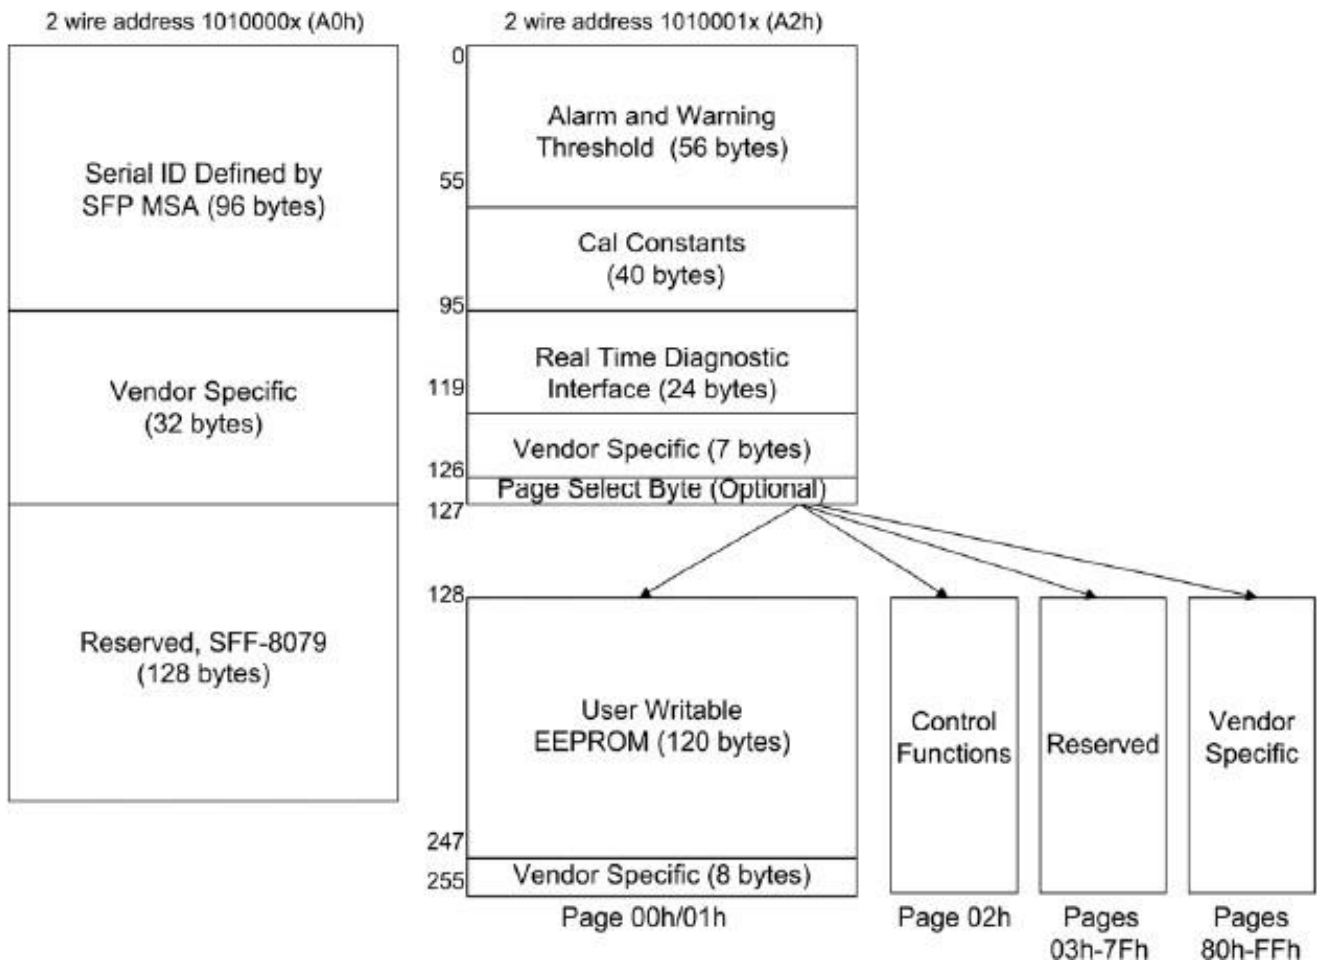 2 wire address 1010000x (A0h)
Serial ID Defined by
SFP MSA (96 bytes)
Vendor Specific
(32 bytes)
Reserved, SFF-8079
(128 bytes)
2 wire address 1010001x (A2h)
0
Alarm and Warning
Threshold (56 bytes)
55
Cal Constants
(40 bytes)
95
Real Time Diagnostic
Interface (24 bytes)
119
Vendor Specific (7 bytes)
126
Page Select Byte (Optional)
127
128
User Writable
EEPROM (120 bytes)
247
Vendor Specific (8 bytes)
255
Page 00h/01h
Control
Functions
Page 02h
Reserved
Pages
03h-7Fh
Vendor
Specific
Pages
80h-FFh